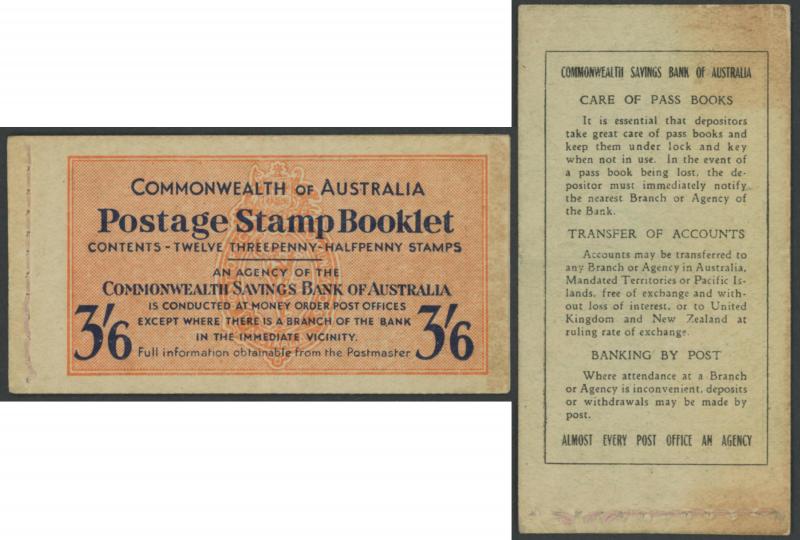 COMMONWEALTH OF AUSTRALIA
Postage Stamp Booklet
CONTENTS - TWELVE THREEPENNY-HALFPENNY STAMPS
AN AGENCY OF THE
COMMONWEALTH SAVINGS BANK OF AUSTRALIA
IS CONDUCTED AT MONEY ORDER POST OFFICES
EXCEPT WHERE THERE IS A BRANCH OF THE BANK
IN THE IMMEDIATE VICINITY.
3/6 Full information obtainable from the Postmaster 3/6
COMMONWEALTH SAVINGS BANK OF AUSTRALIA
CARE OF PASS BOOKS
It is essential that depositors
take great care of pass books and
keep them under lock and key
when not in use. In the event of
a pass book being lost, the de-
positor must immediately notify
the nearest Branch or Agency of
the Bank.
TRANSFER OF ACCOUNTS
Accounts may be transferred to
any Branch or Agency in Australia,
Mandated Territories or Pacific Is-
lands, free of exchange and with-
out loss of interest, or to United
Kingdom and New Zealand at
ruling rate of exchange.
BANKING BY POST
Where attendance at a Branch
or Agency is inconvenient, deposits
or withdrawals may be made by
post.
ALMOST EVERY POST OFFICE AN AGENCY